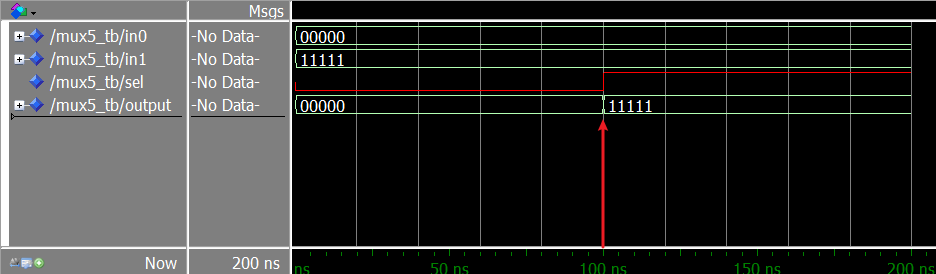 Msgs
/mux5_tb/in0 -No Data- 00000
/mux5_tb/in1 -No Data- 11111
/mux5_tb/sel -No Data-
/mux5_tb/output -No Data- 00000 11111
Now 200 ns ns 50 ns 100 ns 150 ns 200 ns